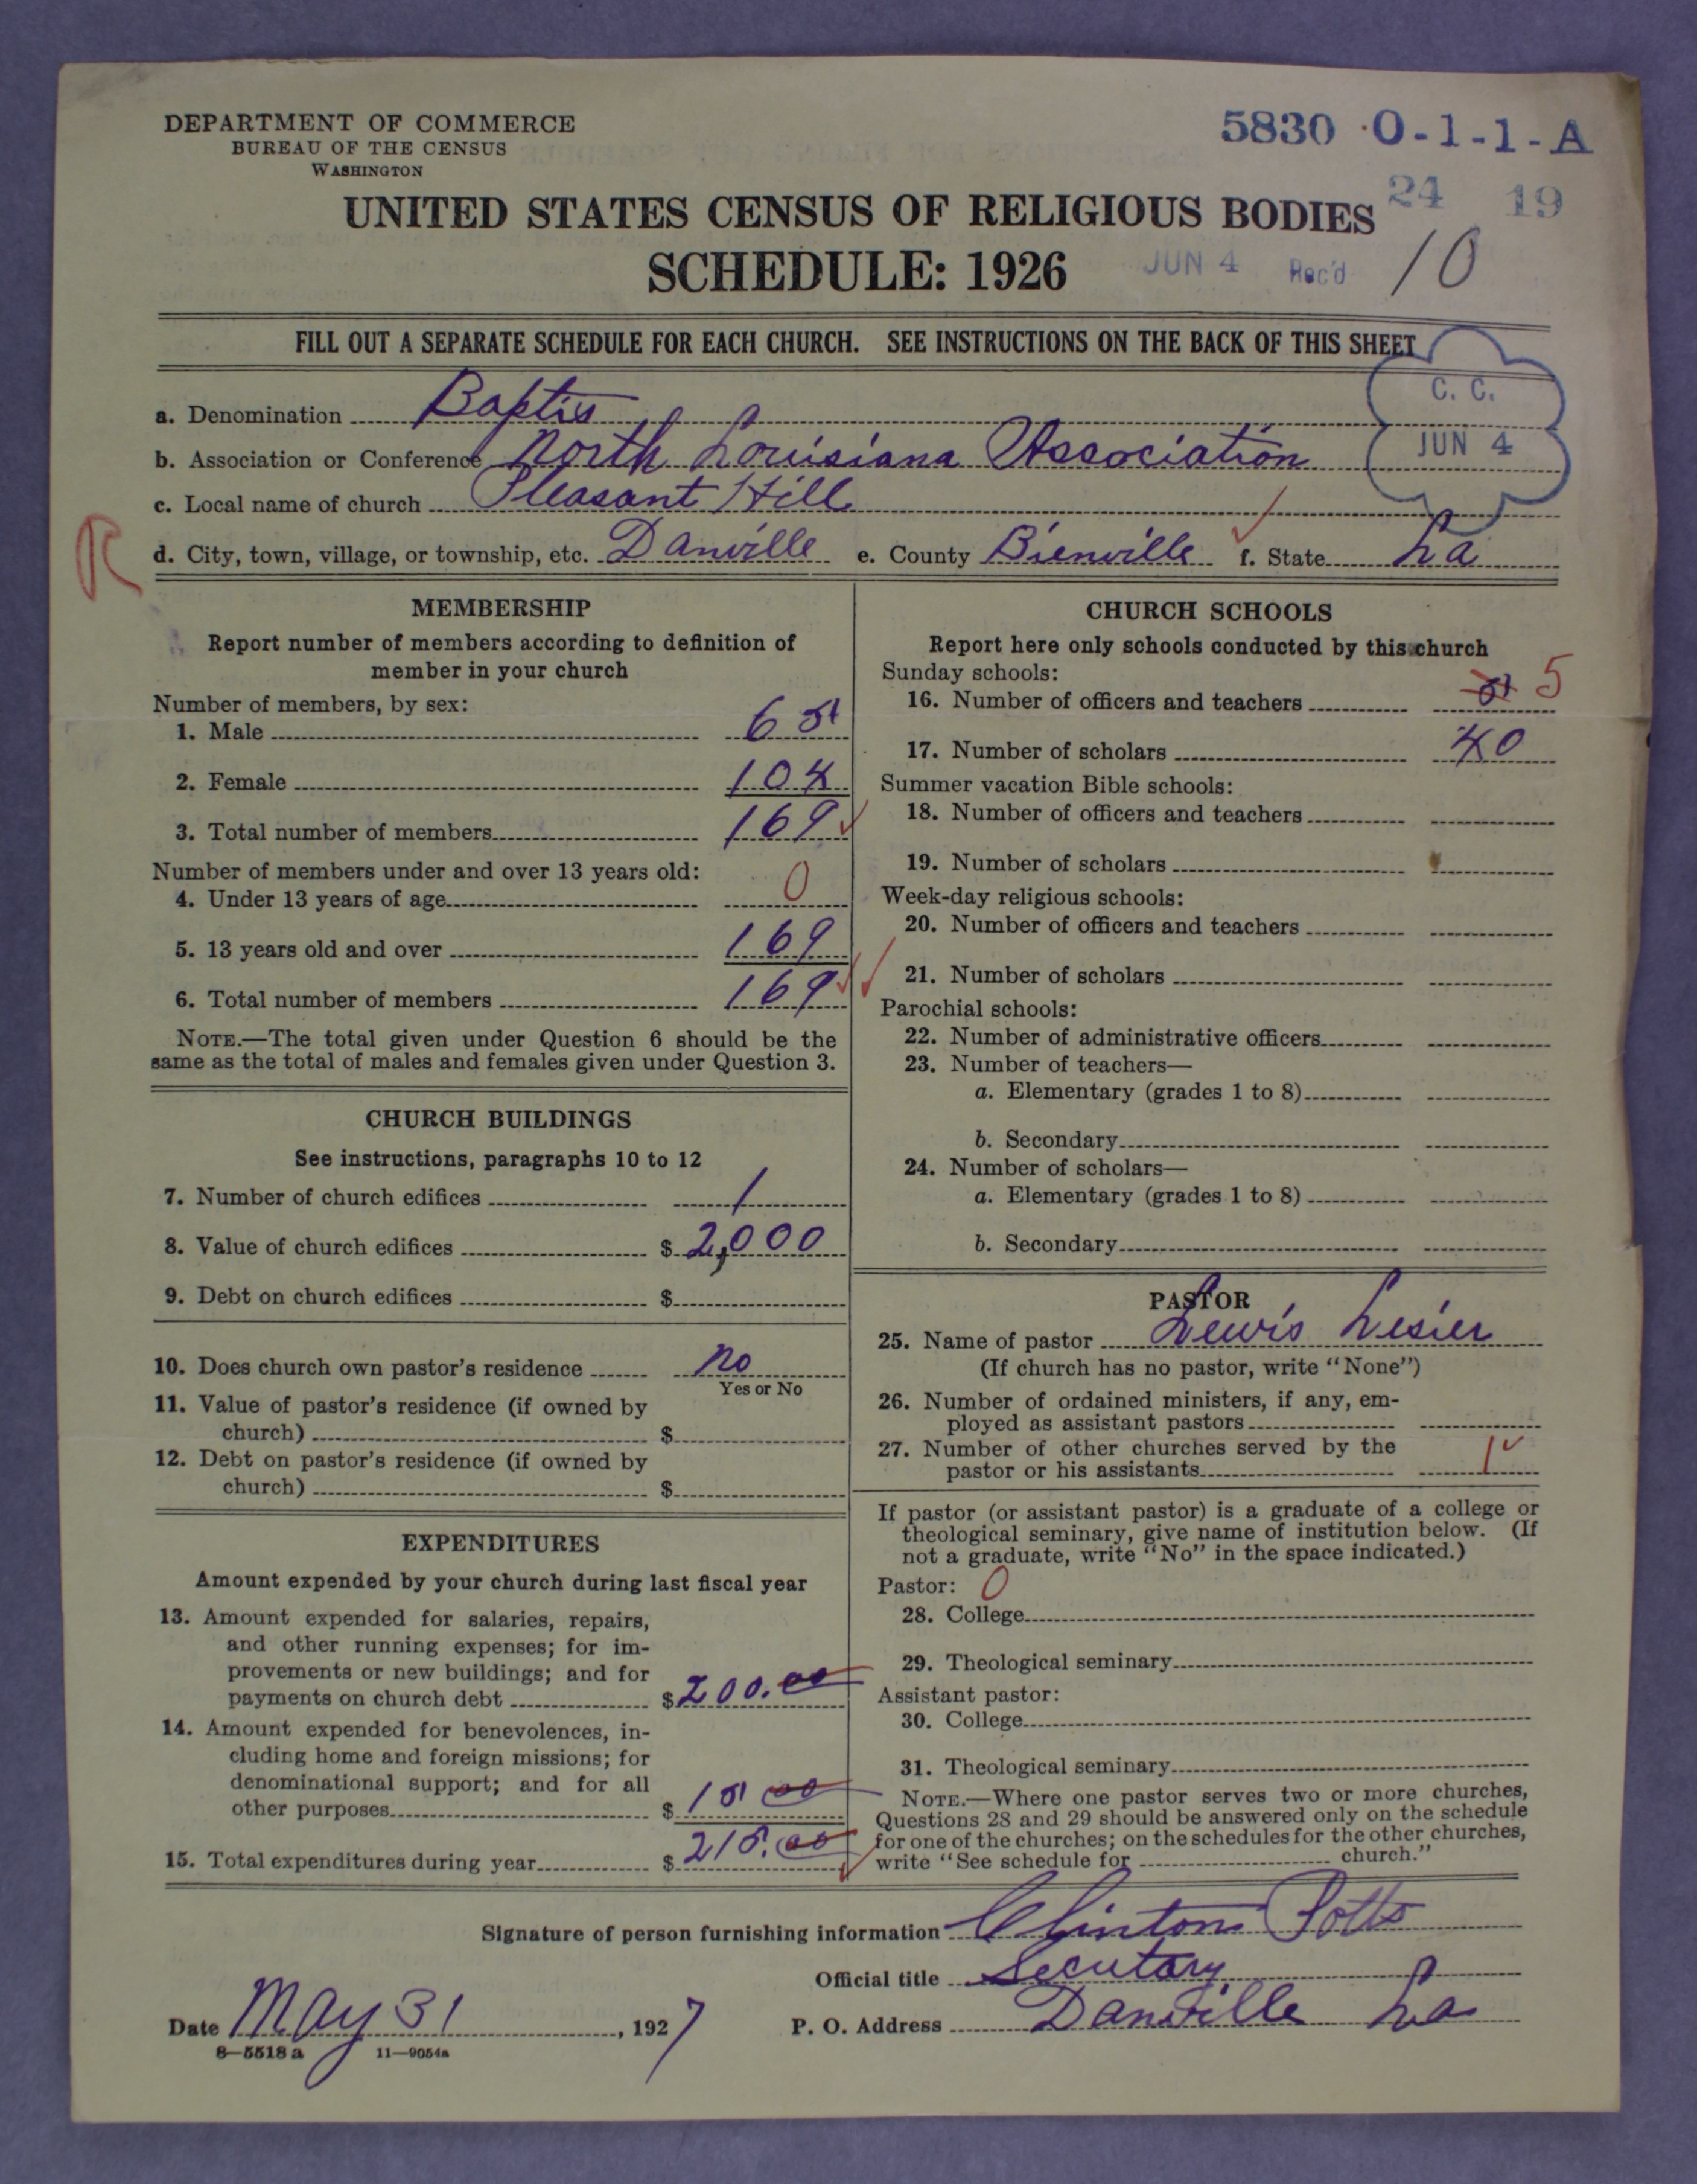 DEPARTMENT OF COMMERCE
BUREAU OF THE CENSUS
WASHINGTON
5830 O-1-1-A
24 19
UNITED STATES CENSUS OF RELIGIOUS BODIES
SCHEDULE: 1926
JUN 4 Rec'd 10
FILL OUT A SEPARATE SCHEDULE FOR EACH CHURCH. SEE INSTRUCTIONS ON THE BACK OF THIS SHEET
C. C.
JUN 4
a. Denomination Baptis
b. Association or Conference North Louisiana Association
c. Local name of church Pleasant Hill
R
d. City, town, village, or township, etc. Danville e. County Bienville f. State La
MEMBERSHIP
Report number of members according to definition of
member in your church
Number of members, by sex:
1. Male 65
2. Female 104
3. Total number of members 169
Number of members under and over 13 years old:
4. Under 13 years of age 0
5. 13 years old and over 169
6. Total number of members 169
NOTE.—The total given under Question 6 should be the
same as the total of males and females given under Question 3.
CHURCH BUILDINGS
See instructions, paragraphs 10 to 12
7. Number of church edifices 1
8. Value of church edifices $ 2,000
9. Debt on church edifices $
10. Does church own pastor's residence no
Yes or No
11. Value of pastor's residence (if owned by
church) $
12. Debt on pastor's residence (if owned by
church) $
EXPENDITURES
Amount expended by your church during last fiscal year
13. Amount expended for salaries, repairs,
and other running expenses; for im-
provements or new buildings; and for
payments on church debt $ 200.00
14. Amount expended for benevolences, in-
cluding home and foreign missions; for
denominational support; and for all
other purposes $ 15 00
15. Total expenditures during year $ 215.00
CHURCH SCHOOLS
Report here only schools conducted by this church
Sunday schools:
16. Number of officers and teachers 5 5
17. Number of scholars 40
Summer vacation Bible schools:
18. Number of officers and teachers
19. Number of scholars
Week-day religious schools:
20. Number of officers and teachers
21. Number of scholars
Parochial schools:
22. Number of administrative officers
23. Number of teachers—
a. Elementary (grades 1 to 8)
b. Secondary
24. Number of scholars—
a. Elementary (grades 1 to 8)
b. Secondary
PASTOR
25. Name of pastor Lewis Lesier
(If church has no pastor, write "None")
26. Number of ordained ministers, if any, em-
ployed as assistant pastors
27. Number of other churches served by the
pastor or his assistants 1
If pastor (or assistant pastor) is a graduate of a college or
theological seminary, give name of institution below. (If
not a graduate, write "No" in the space indicated.)
Pastor: 0
28. College
29. Theological seminary
Assistant pastor:
30. College
31. Theological seminary
NOTE.—Where one pastor serves two or more churches,
Questions 28 and 29 should be answered only on the schedule
for one of the churches; on the schedules for the other churches,
write "See schedule for church."
Signature of person furnishing information Clinton Potts
Official title Secutary
Date May 31, 1927 P. O. Address Danville La
8—5518 a 11—9054a